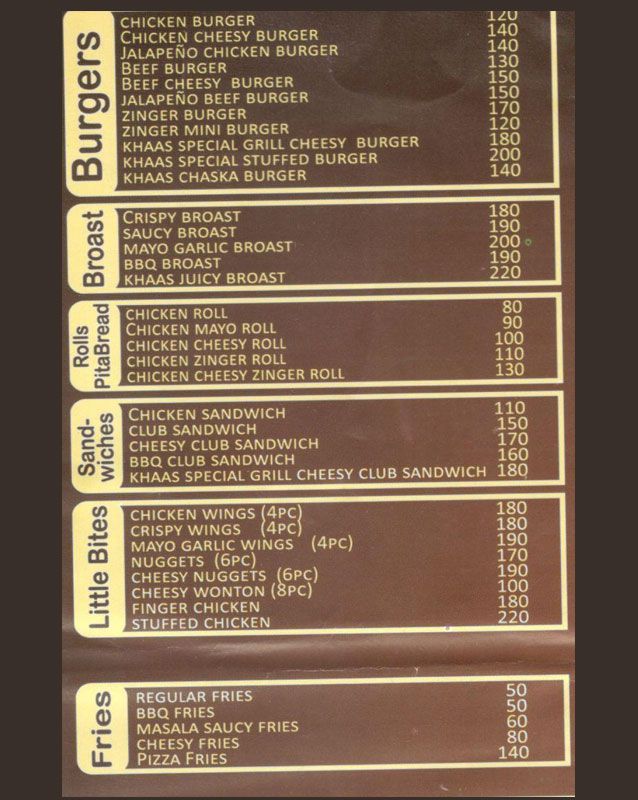 Burgers
CHICKEN BURGER 120
CHICKEN CHEESY BURGER 140
JALAPEÑO CHICKEN BURGER 140
BEEF BURGER 130
BEEF CHEESY BURGER 150
JALAPEÑO BEEF BURGER 150
ZINGER BURGER 170
ZINGER MINI BURGER 120
KHAAS SPECIAL GRILL CHEESY BURGER 180
KHAAS SPECIAL STUFFED BURGER 200
KHAAS CHASKA BURGER 140
Broast
CRISPY BROAST 180
SAUCY BROAST 190
MAYO GARLIC BROAST 200
BBQ BROAST 190
KHAAS JUICY BROAST 220
Rolls
PitaBread
CHICKEN ROLL 80
CHICKEN MAYO ROLL 90
CHICKEN CHEESY ROLL 100
CHICKEN ZINGER ROLL 110
CHICKEN CHEESY ZINGER ROLL 130
Sand-
wiches
CHICKEN SANDWICH 110
CLUB SANDWICH 150
CHEESY CLUB SANDWICH 170
BBQ CLUB SANDWICH 160
KHAAS SPECIAL GRILL CHEESY CLUB SANDWICH 180
Little Bites
CHICKEN WINGS (4PC) 180
CRISPY WINGS (4PC) 180
MAYO GARLIC WINGS (4PC) 190
NUGGETS (6PC) 170
CHEESY NUGGETS (6PC) 190
CHEESY WONTON (8PC) 100
FINGER CHICKEN 180
STUFFED CHICKEN 220
Fries
REGULAR FRIES 50
BBQ FRIES 50
MASALA SAUCY FRIES 60
CHEESY FRIES 80
PIZZA FRIES 140